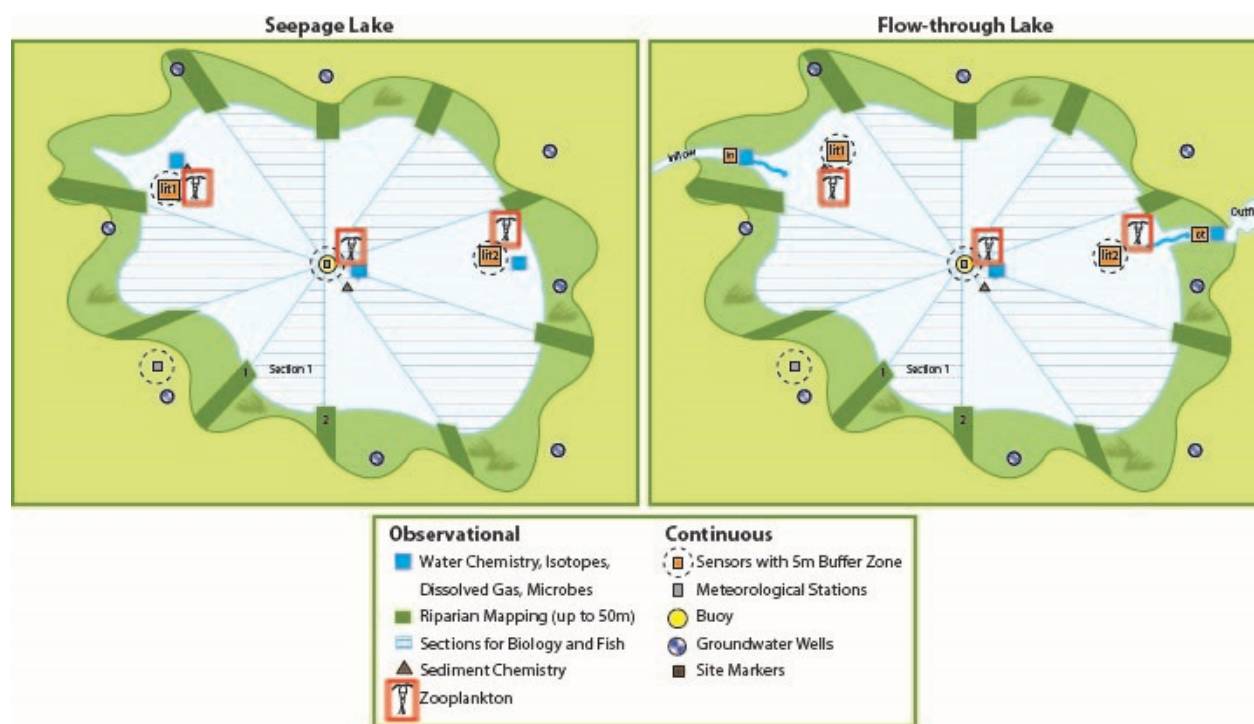 Seepage Lake
Flow-through Lake
lit1
lit2
1
Section 1
2
Inflow
in
lit1
lit2
ot
Outfl
1
Section 1
2
Observational
Water Chemistry, Isotopes,
Dissolved Gas, Microbes
Riparian Mapping (up to 50m)
Sections for Biology and Fish
Sediment Chemistry
Zooplankton
Continuous
Sensors with 5m Buffer Zone
Meteorological Stations
Buoy
Groundwater Wells
Site Markers